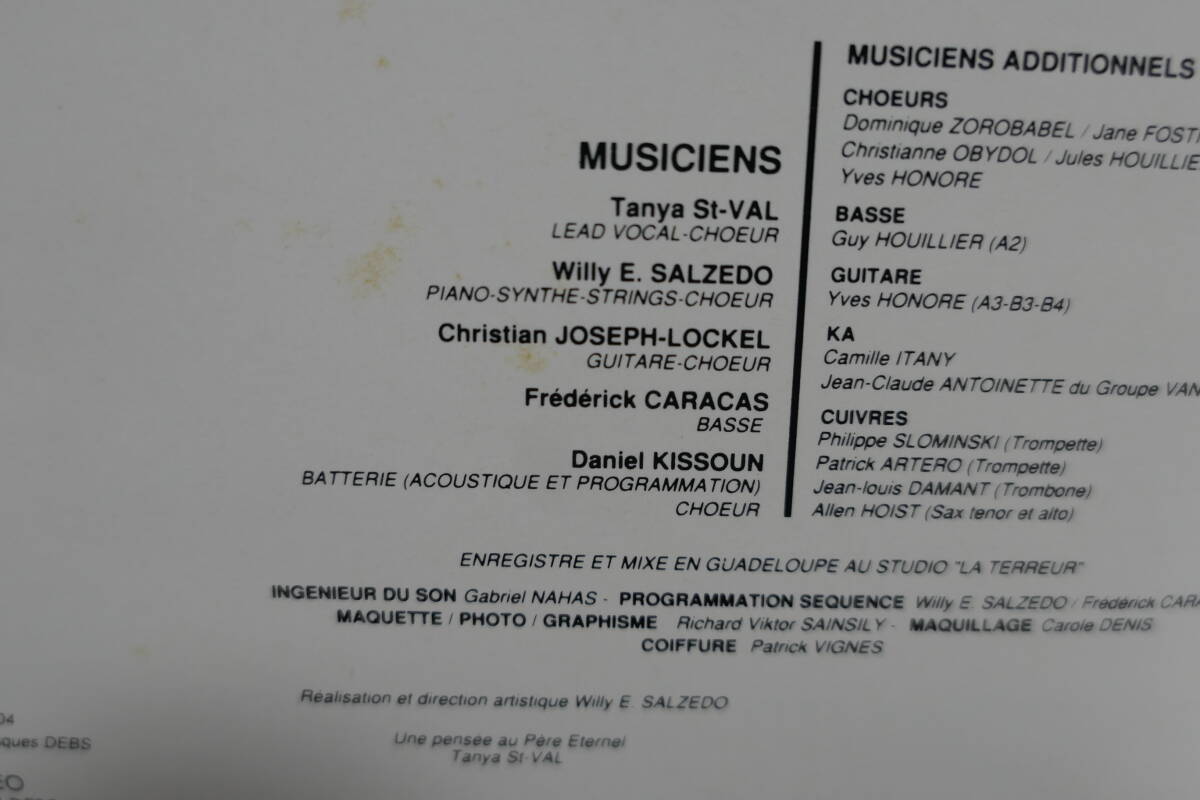 MUSICIENS
Tanya St-VAL
LEAD VOCAL-CHOEUR
Willy E. SALZEDO
PIANO-SYNTHE-STRINGS-CHOEUR
Christian JOSEPH-LOCKEL
GUITARE-CHOEUR
Frédérick CARACAS
BASSE
Daniel KISSOUN
BATTERIE (ACOUSTIQUE ET PROGRAMMATION)
CHOEUR
MUSICIENS ADDITIONNELS
CHOEURS
Dominique ZOROBABEL / Jane
Christianne OBYDOL / Jules
Yves HONORE
BASSE
Guy HOUILLIER (A2)
GUITARE
Yves HONORE (A3-B3-B4)
KA
Camille ITANY
Jean-Claude ANTOINETTE du Groupe
CUIVRES
Philippe SLOMINSKI (Trompette)
Patrick ARTERO (Trompette)
Jean-louis DAMANT (Trombone)
Allen HOIST (Sax tenor et alto)
ENREGISTRE ET MIXE EN GUADELOUPE AU STUDIO "LA TERREUR"
INGENIEUR DU SON Gabriel NAHAS - PROGRAMMATION SEQUENCE Willy E. SALZEDO / Frédérick
MAQUETTE / PHOTO / GRAPHISME Richard Viktor SAINSILY - MAQUILLAGE Carole DENIS
COIFFURE Patrick VIGNES
Réalisation et direction artistique Willy E. SALZEDO
Une pensée au Père Eternel
Tanya St-VAL
04
DEBS